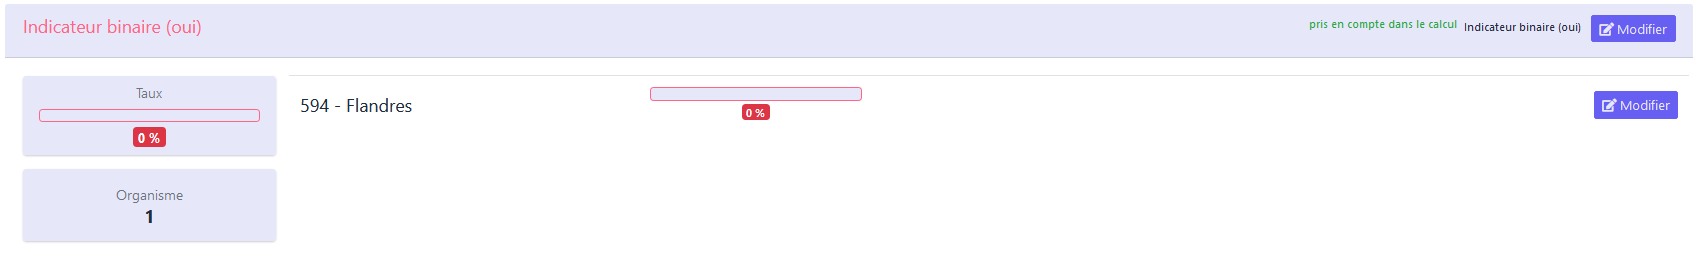 Indicateur binaire (oui)
pris en compte dans le calcul Indicateur binaire (oui) Modifier
Taux
0 %
Organisme
1
594 - Flandres
0 %
Modifier